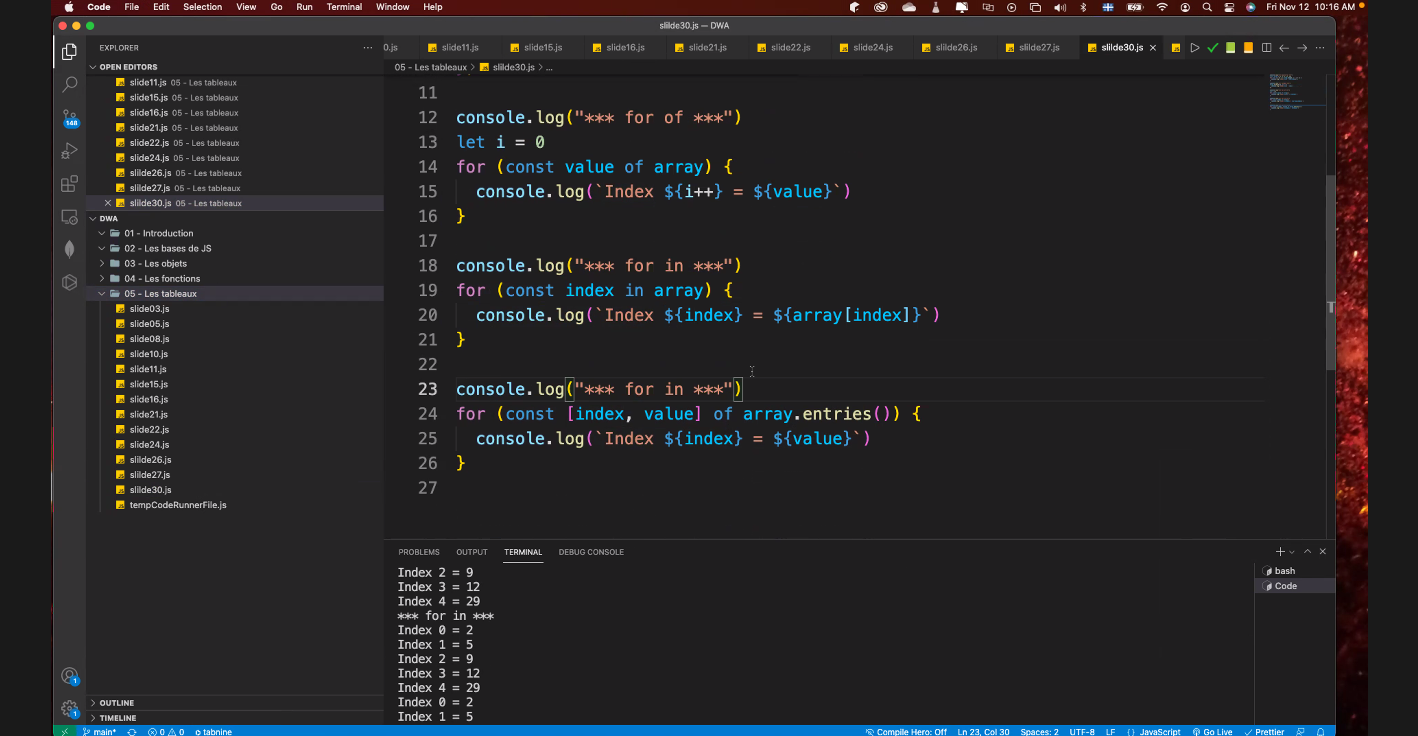 Code File Edit Selection View Go Run Terminal Window Help Fri Nov 12 10:16 AM
slilde30.js — DWA
EXPLORER
0.js slide11.js slide15.js slide16.js slide21.js slide22.js slide24.js slide26.js slide27.js slilde30.js
OPEN EDITORS
05 - Les tableaux > slilde30.js > ...
slide11.js 05 - Les tableaux
slide15.js 05 - Les tableaux
slide16.js 05 - Les tableaux
slide21.js 05 - Les tableaux
slide22.js 05 - Les tableaux
slide24.js 05 - Les tableaux
slilde26.js 05 - Les tableaux
slilde27.js 05 - Les tableaux
slilde30.js 05 - Les tableaux
148
DWA
01 - Introduction
02 - Les bases de JS
03 - Les objets
04 - Les fonctions
05 - Les tableaux
slide03.js
slide05.js
slide08.js
slide10.js
slide11.js
slide15.js
slide16.js
slide21.js
slide22.js
slide24.js
slilde26.js
slilde27.js
slilde30.js
tempCodeRunnerFile.js
OUTLINE
TIMELINE
1
1
11
12 console.log("*** for of ***")
13 let i = 0
14 for (const value of array) {
15 console.log(`Index ${i++} = ${value}`)
16 }
17
18 console.log("*** for in ***")
19 for (const index in array) {
20 console.log(`Index ${index} = ${array[index]}`)
21 }
22
23 console.log("*** for in ***")
24 for (const [index, value] of array.entries()) {
25 console.log(`Index ${index} = ${value}`)
26 }
27
PROBLEMS OUTPUT TERMINAL DEBUG CONSOLE
Index 2 = 9
Index 3 = 12
Index 4 = 29
*** for in ***
Index 0 = 2
Index 1 = 5
Index 2 = 9
Index 3 = 12
Index 4 = 29
Index 0 = 2
Index 1 = 5
bash
Code
main* 0 0 tabnine Compile Hero: Off Ln 23, Col 30 Spaces: 2 UTF-8 LF {} JavaScript Go Live Prettier